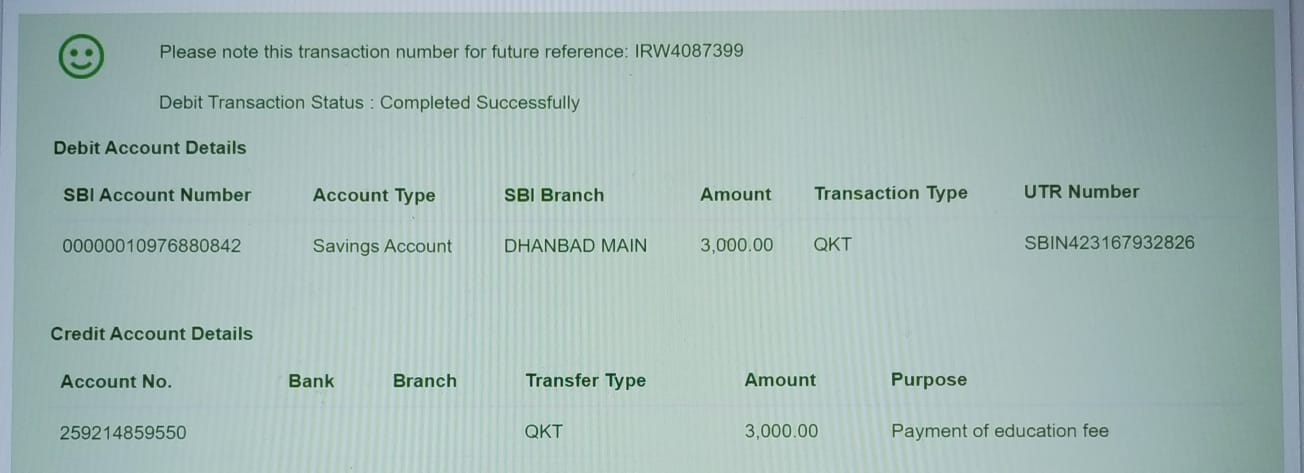 Please note this transaction number for future reference: IRW4087399
Debit Transaction Status : Completed Successfully
Debit Account Details
SBI Account Number Account Type SBI Branch Amount Transaction Type UTR Number
00000010976880842 Savings Account DHANBAD MAIN 3,000.00 QKT SBIN423167932826
Credit Account Details
Account No. Bank Branch Transfer Type Amount Purpose
259214859550 QKT 3,000.00 Payment of education fee